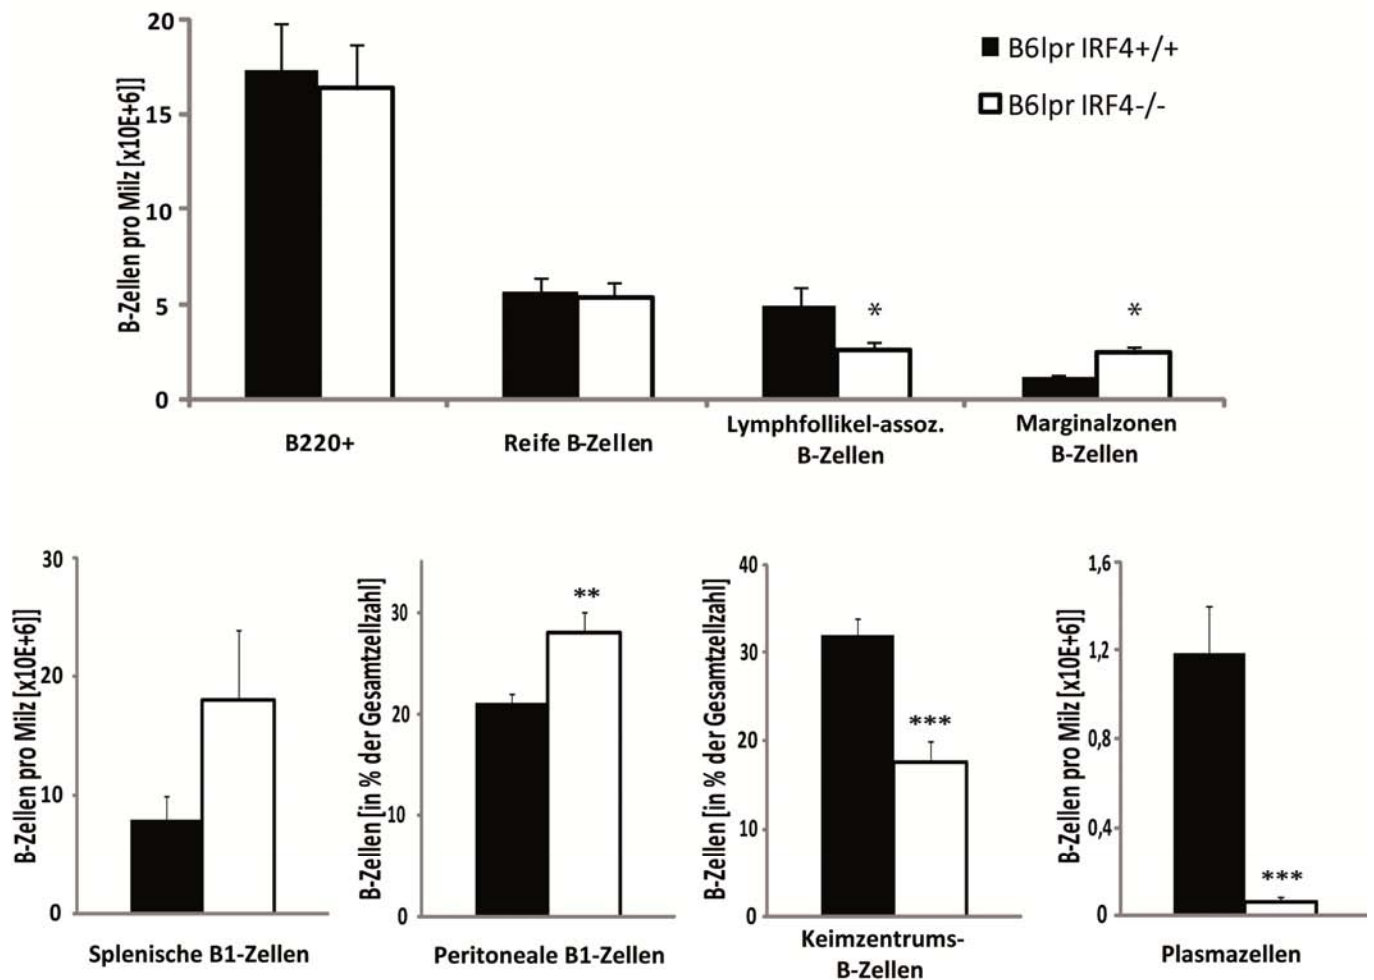 B6lpr IRF4+/+
B6lpr IRF4-/-
B-Zellen pro Milz [x10E+6]]
20
15
10
5
0
*
*
B220+
Reife B-Zellen
Lymphfollikel-assoz.
B-Zellen
Marginalzonen
B-Zellen
B-Zellen pro Milz [x10E+6]]
30
20
10
0
Splenische B1-Zellen
B-Zellen [in % der Gesamtzellzahl]
30
20
10
0
**
Peritoneale B1-Zellen
B-Zellen [in % der Gesamtzellzahl]
40
30
20
10
0
***
Keimzentrums-
B-Zellen
B-Zellen pro Milz [x10E+6]]
1,6
1,2
0,8
0,4
0
***
Plasmazellen